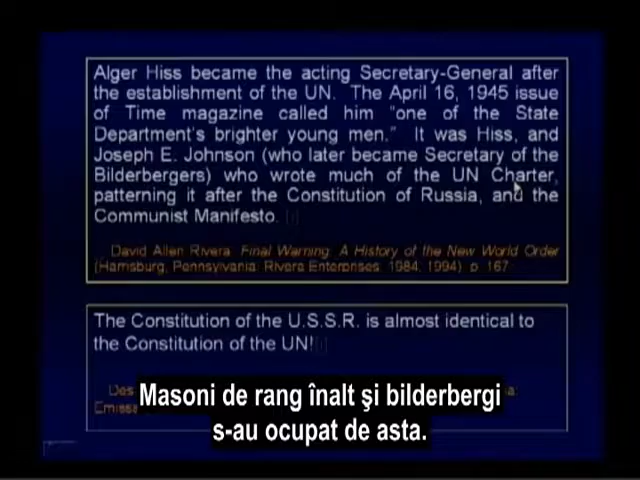 Alger Hiss became the acting Secretary-General after
the establishment of the UN. The April 16, 1945 issue
of Time magazine called him "one of the State
Department's brighter young men." It was Hiss, and
Joseph E. Johnson (who later became Secretary of the
Bilderbergers) who wrote much of the UN Charter,
patterning it after the Constitution of Russia, and the
Communist Manifesto.
David Allen Rivera. Final Warning: A History of the New World Order
(Harrisburg, Pennsylvania: Rivera Enterprises. 1984, 1994) p. 167
The Constitution of the U.S.S.R. is almost identical to
the Constitution of the UN!
Masoni de rang înalt şi bilderbergi
s-au ocupat de asta.